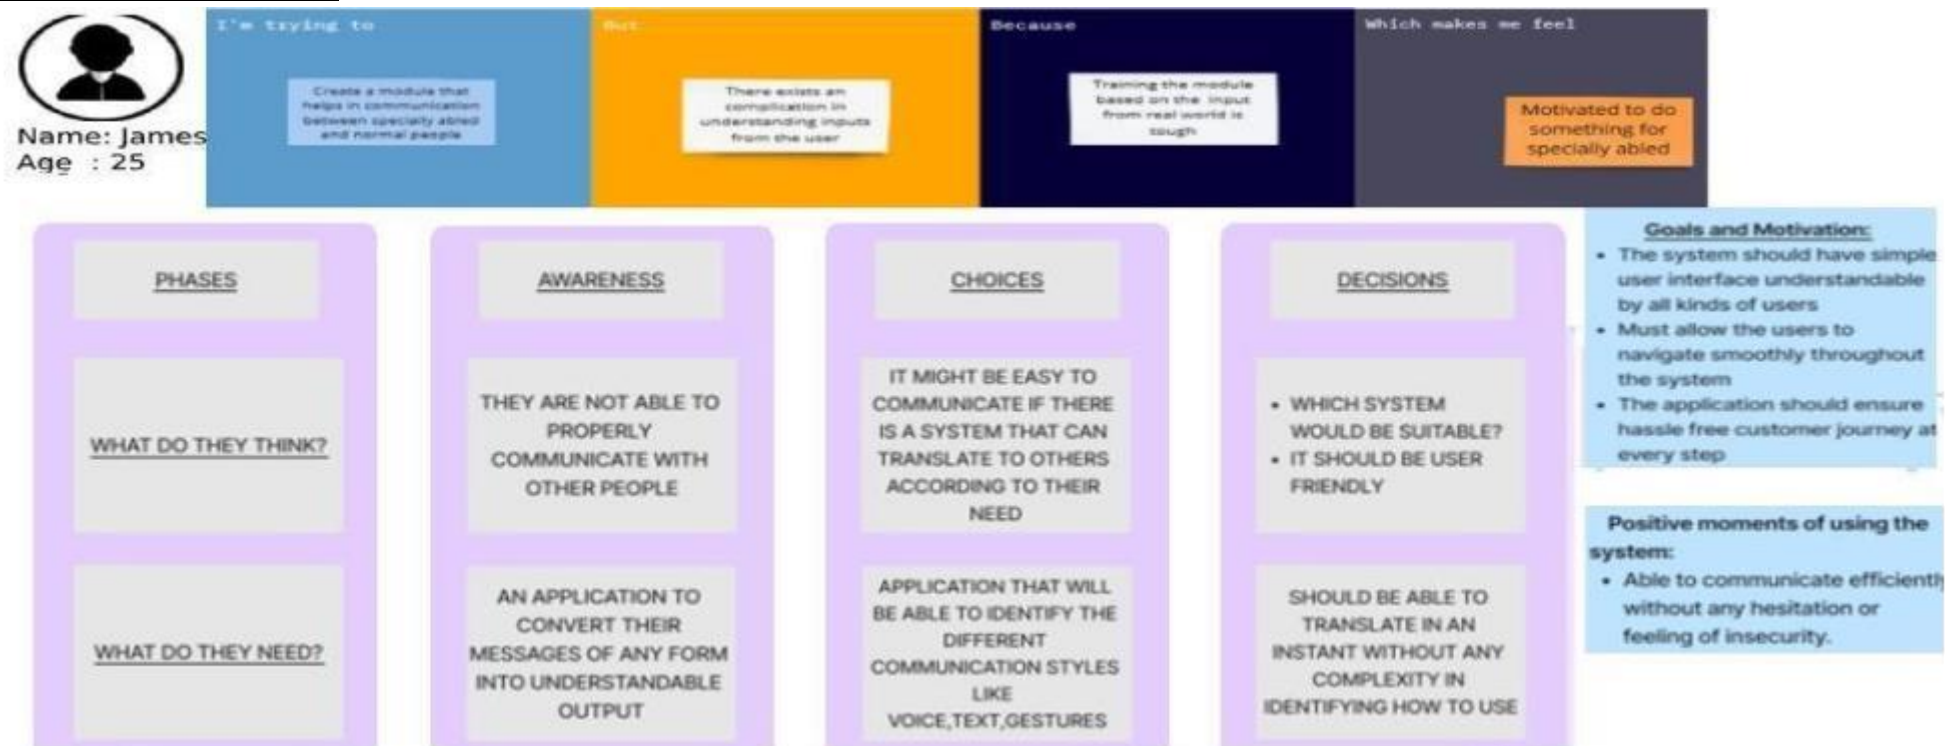 Name: James
Age : 25
I'm trying to
Create a module that
helps in communication
between specially abled
and normal people
But
There exists an
complication in
understanding inputs
from the user
Because
Training the module
based on the input
from real world is
tough
Which makes me feel
Motivated to do
something for
specially abled
PHASES
AWARENESS
CHOICES
DECISIONS
WHAT DO THEY THINK?
THEY ARE NOT ABLE TO
PROPERLY
COMMUNICATE WITH
OTHER PEOPLE
IT MIGHT BE EASY TO
COMMUNICATE IF THERE
IS A SYSTEM THAT CAN
TRANSLATE TO OTHERS
ACCORDING TO THEIR
NEED
• WHICH SYSTEM
WOULD BE SUITABLE?
• IT SHOULD BE USER
FRIENDLY
WHAT DO THEY NEED?
AN APPLICATION TO
CONVERT THEIR
MESSAGES OF ANY FORM
INTO UNDERSTANDABLE
OUTPUT
APPLICATION THAT WILL
BE ABLE TO IDENTIFY THE
DIFFERENT
COMMUNICATION STYLES
LIKE
VOICE,TEXT,GESTURES
SHOULD BE ABLE TO
TRANSLATE IN AN
INSTANT WITHOUT ANY
COMPLEXITY IN
IDENTIFYING HOW TO USE
Goals and Motivation:
• The system should have simple
user interface understandable
by all kinds of users
• Must allow the users to
navigate smoothly throughout
the system
• The application should ensure
hassle free customer journey at
every step
Positive moments of using the
system:
• Able to communicate efficiently
without any hesitation or
feeling of insecurity.